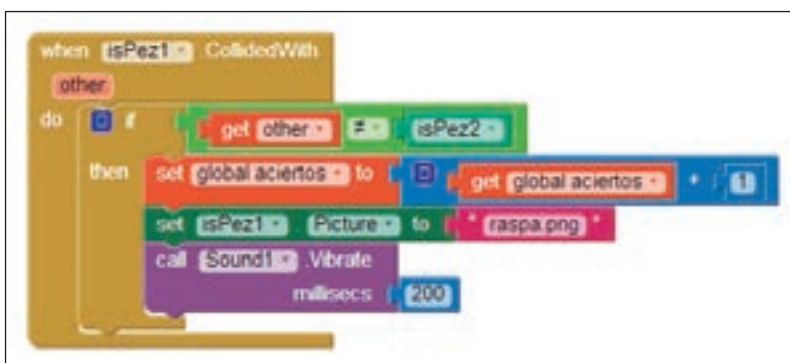 when isPez1 .CollidedWith
other
do if get other ≠ isPez2
then set global aciertos to get global aciertos + 1
set isPez1 . Picture to " raspa.png "
call Sound1 .Vibrate
millisecs 200